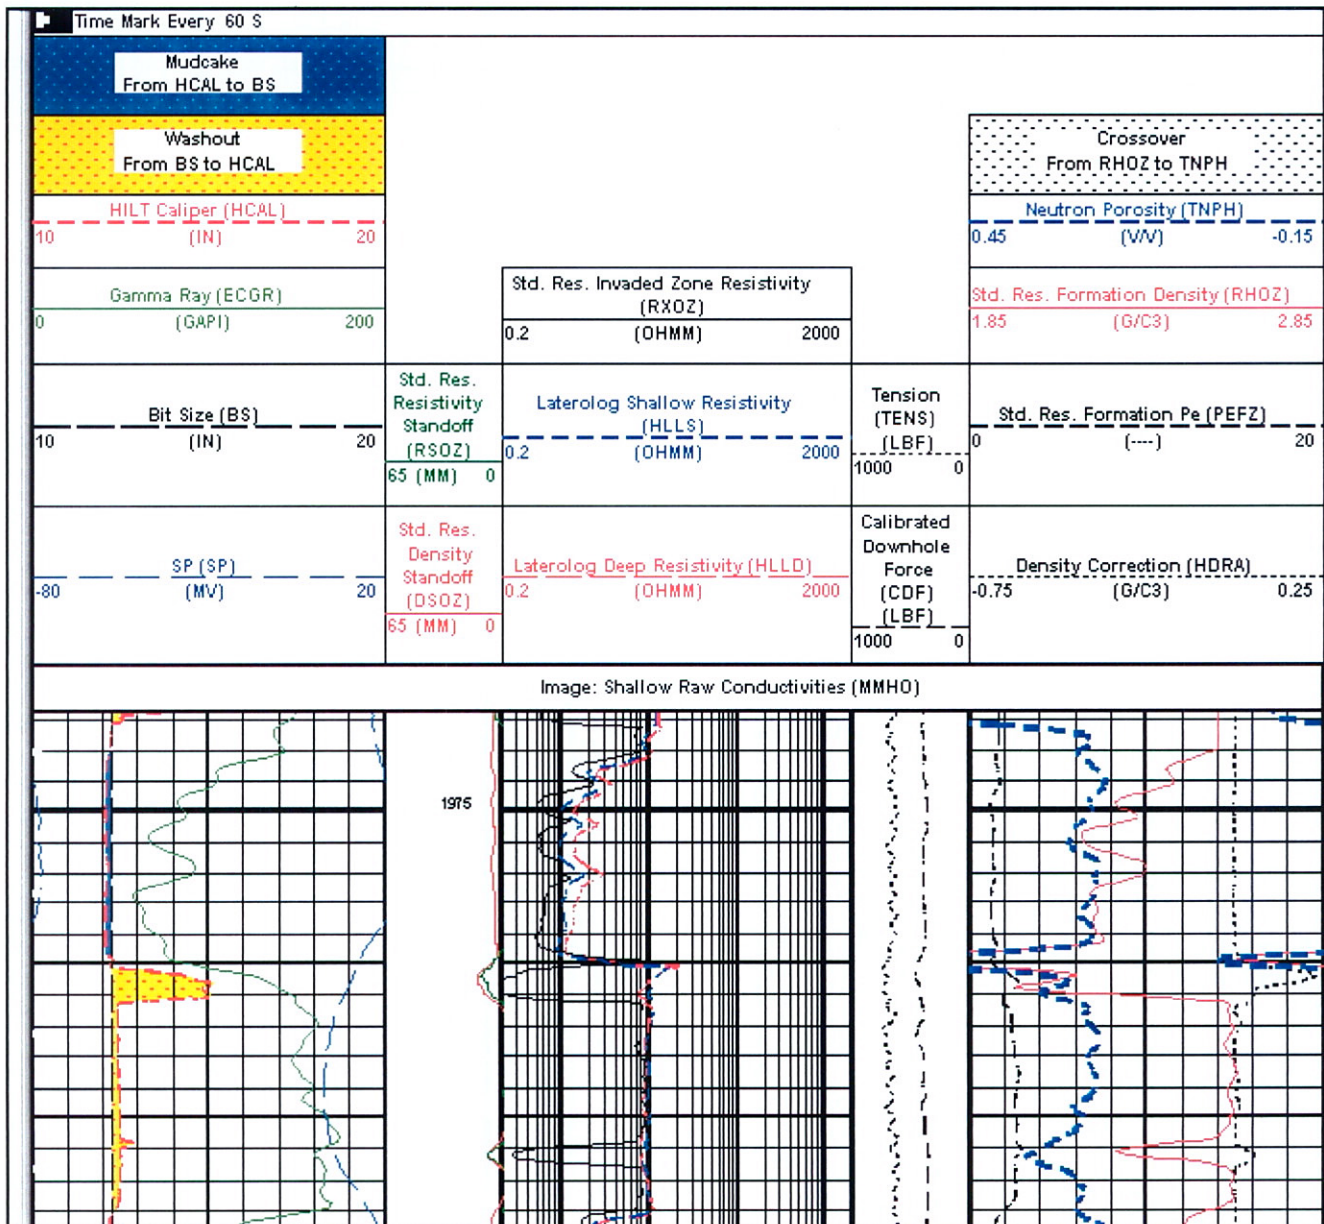 Time Mark Every 60 S
Mudcake
From HCAL to BS
Washout
From BS to HCAL
Crossover
From RHOZ to TNPH
HILT Caliper (HCAL)
10 (IN) 20
Neutron Porosity (TNPH)
0.45 (V/V) -0.15
Gamma Ray (ECGR)
0 (GAPI) 200
Std. Res. Invaded Zone Resistivity
(RXOZ)
0.2 (OHMM) 2000
Std. Res. Formation Density (RHOZ)
1.85 (G/C3) 2.85
Bit Size (BS)
10 (IN) 20
Std. Res.
Resistivity
Standoff
(RSOZ)
65 (MM) 0
Laterolog Shallow Resistivity
(HLLS)
0.2 (OHMM) 2000
Tension
(TENS)
(LBF)
1000 0
Std. Res. Formation Pe (PEFZ)
0 (----) 20
SP (SP)
-80 (MV) 20
Std. Res.
Density
Standoff
(DSOZ)
65 (MM) 0
Laterolog Deep Resistivity (HLLD)
0.2 (OHMM) 2000
Calibrated
Downhole
Force
(CDF)
(LBF)
1000 0
Density Correction (HDRA)
-0.75 (G/C3) 0.25
Image: Shallow Raw Conductivities (MMHO)
1975